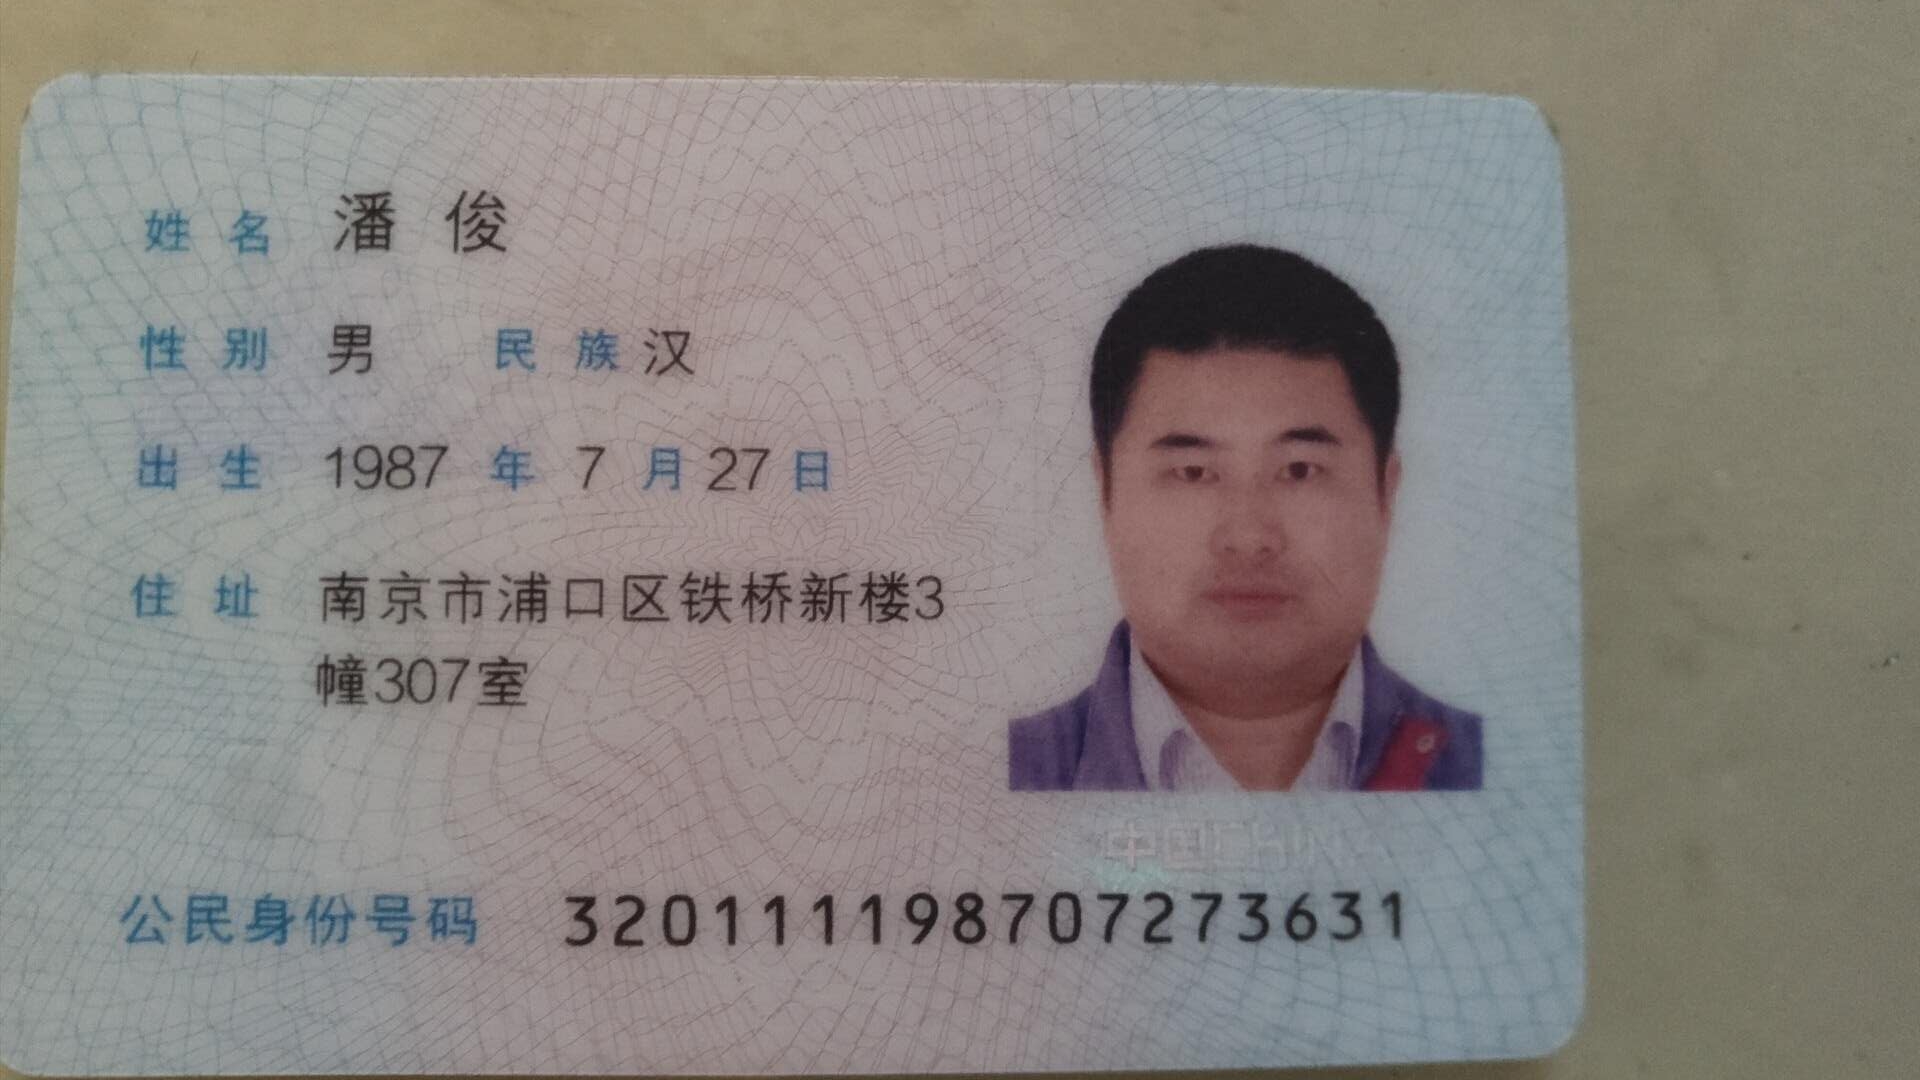 姓名 潘俊
性别 男 民族 汉
出生 1987 年 7 月 27 日
住址 南京市浦口区铁桥新楼3
幢307室
中国CHINA
公民身份号码 320111198707273631